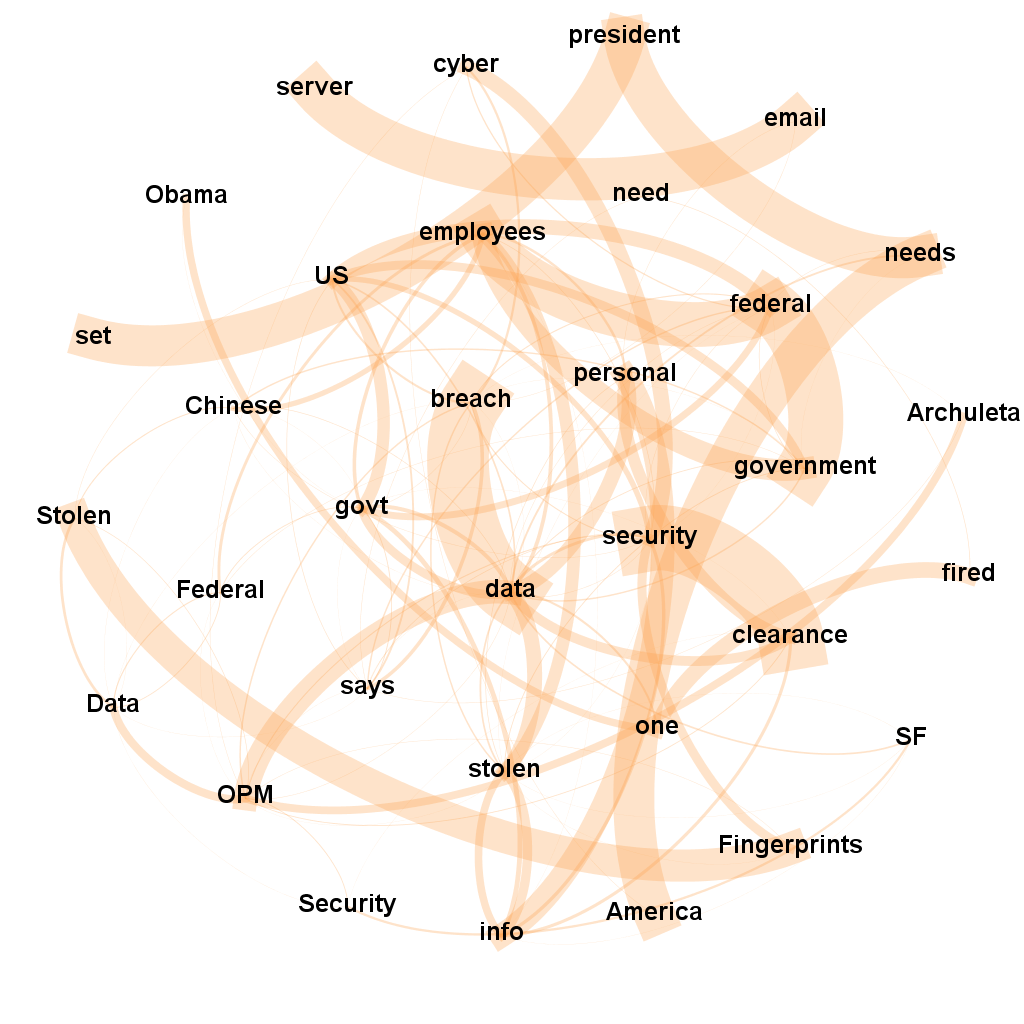 president
cyber
server
email
need
Obama
employees
needs
US
federal
set
personal
breach
Chinese
Archuleta
government
govt
Stolen
security
fired
data
Federal
clearance
says
Data
one
SF
stolen
OPM
Fingerprints
Security
America
info